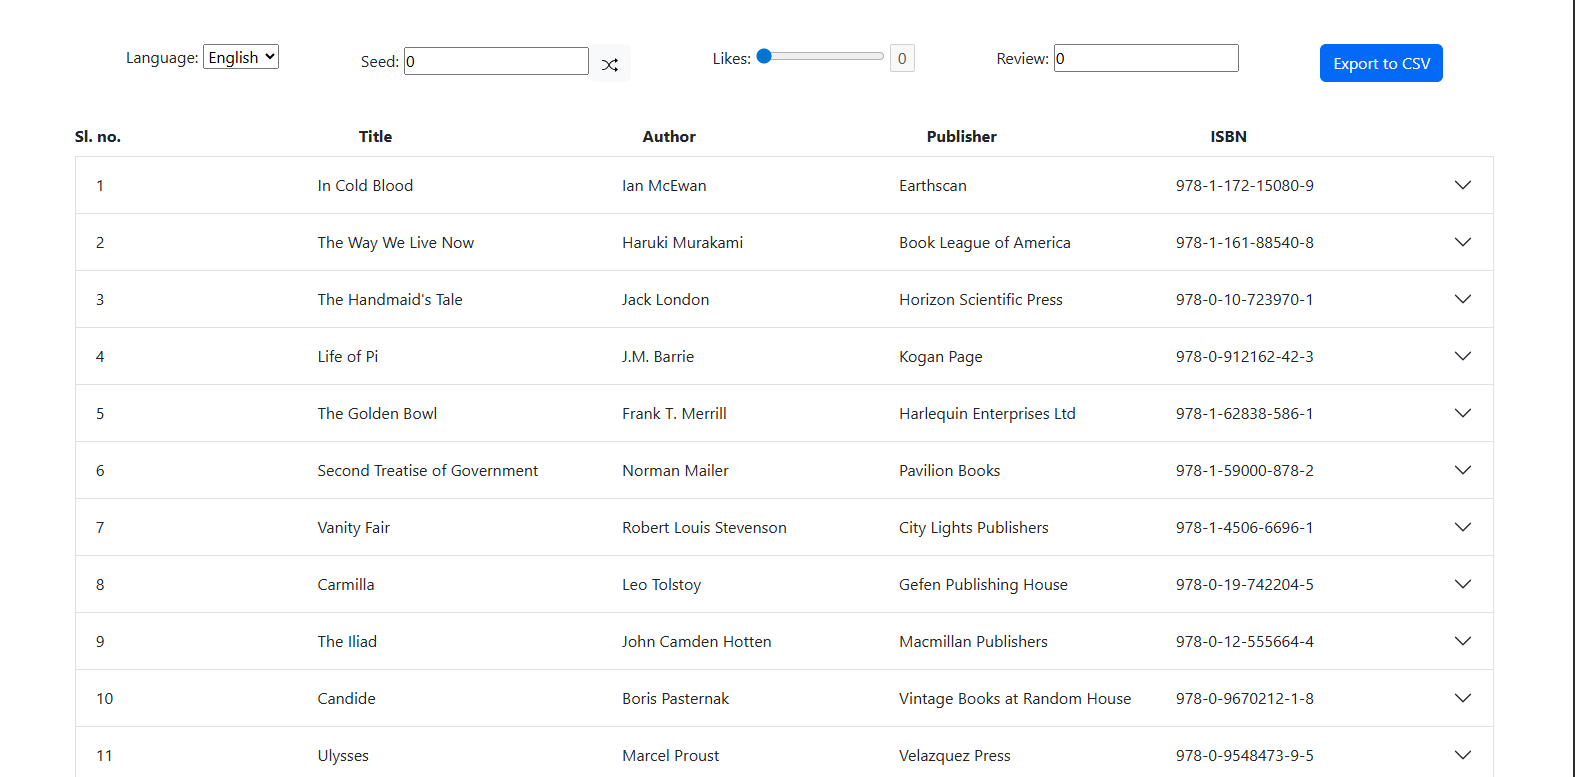 Language: English Seed: 0 Likes: 0 Review: 0 Export to CSV
Sl. no. Title Author Publisher ISBN
1 In Cold Blood Ian McEwan Earthscan 978-1-172-15080-9
2 The Way We Live Now Haruki Murakami Book League of America 978-1-161-88540-8
3 The Handmaid's Tale Jack London Horizon Scientific Press 978-0-10-723970-1
4 Life of Pi J.M. Barrie Kogan Page 978-0-912162-42-3
5 The Golden Bowl Frank T. Merrill Harlequin Enterprises Ltd 978-1-62838-586-1
6 Second Treatise of Government Norman Mailer Pavilion Books 978-1-59000-878-2
7 Vanity Fair Robert Louis Stevenson City Lights Publishers 978-1-4506-6696-1
8 Carmilla Leo Tolstoy Gefen Publishing House 978-0-19-742204-5
9 The Iliad John Camden Hotten Macmillan Publishers 978-0-12-555664-4
10 Candide Boris Pasternak Vintage Books at Random House 978-0-9670212-1-8
11 Ulysses Marcel Proust Velazquez Press 978-0-9548473-9-5